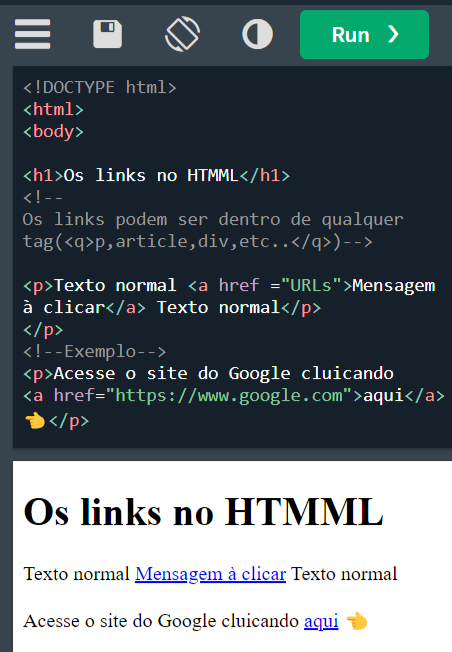 Run ❯
<!DOCTYPE html>
<html>
<body>
<h1>Os links no HTMML</h1>
<!--
Os links podem ser dentro de qualquer
tag(<q>p,article,div,etc..</q>)-->
<p>Texto normal <a href ="URLs">Mensagem
à clicar</a> Texto normal</p>
</p>
<!--Exemplo-->
<p>Acesse o site do Google cluicando
<a href="https://www.google.com">aqui</a>
👈</p>
Os links no HTMML
Texto normal Mensagem à clicar Texto normal
Acesse o site do Google cluicando aqui 👈